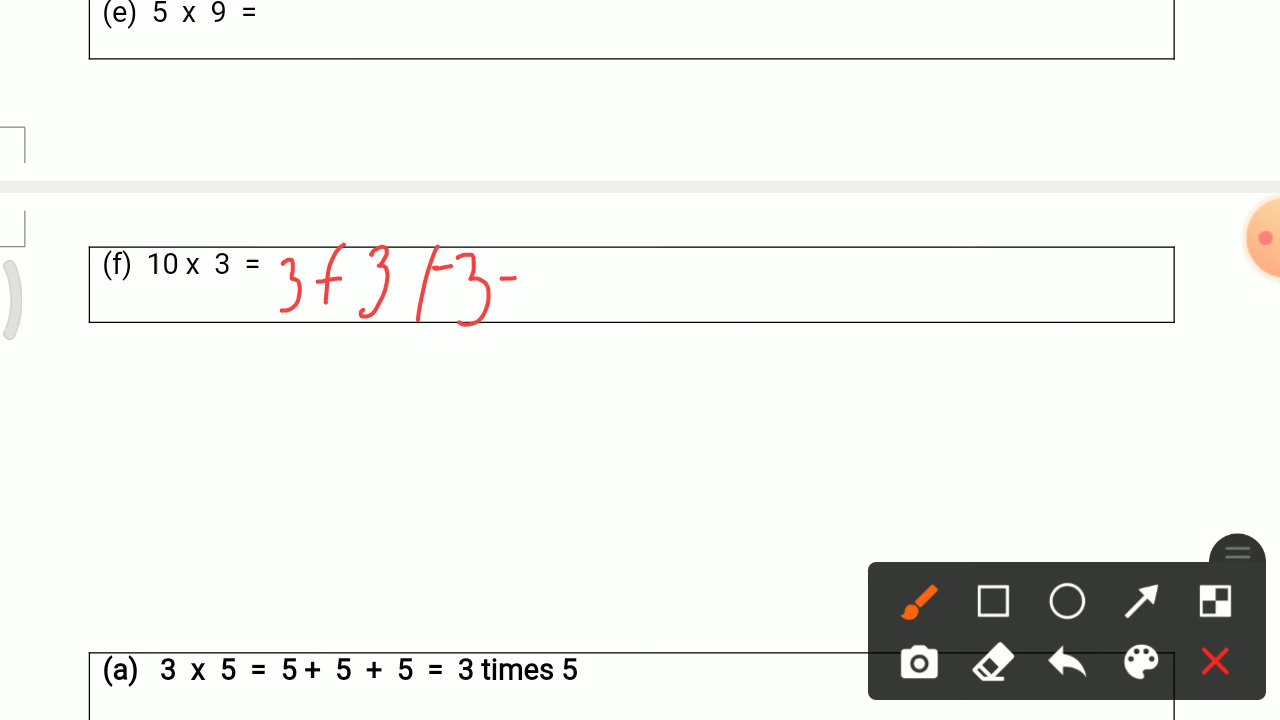 (e) 5 x 9 =
(f) 10 x 3 = 3 + 3 + 3 -
(a) 3 x 5 = 5 + 5 + 5 = 3 times 5